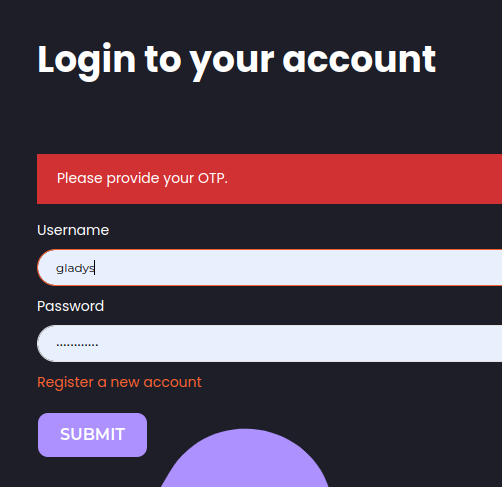 Login to your account
Please provide your OTP.
Username
gladys
Password
............
Register a new account
SUBMIT